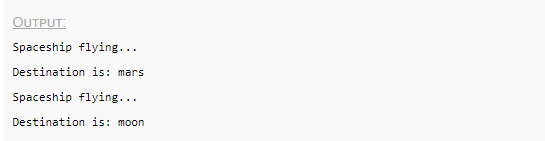 Output:
Spaceship flying...
Destination is: mars
Spaceship flying...
Destination is: moon